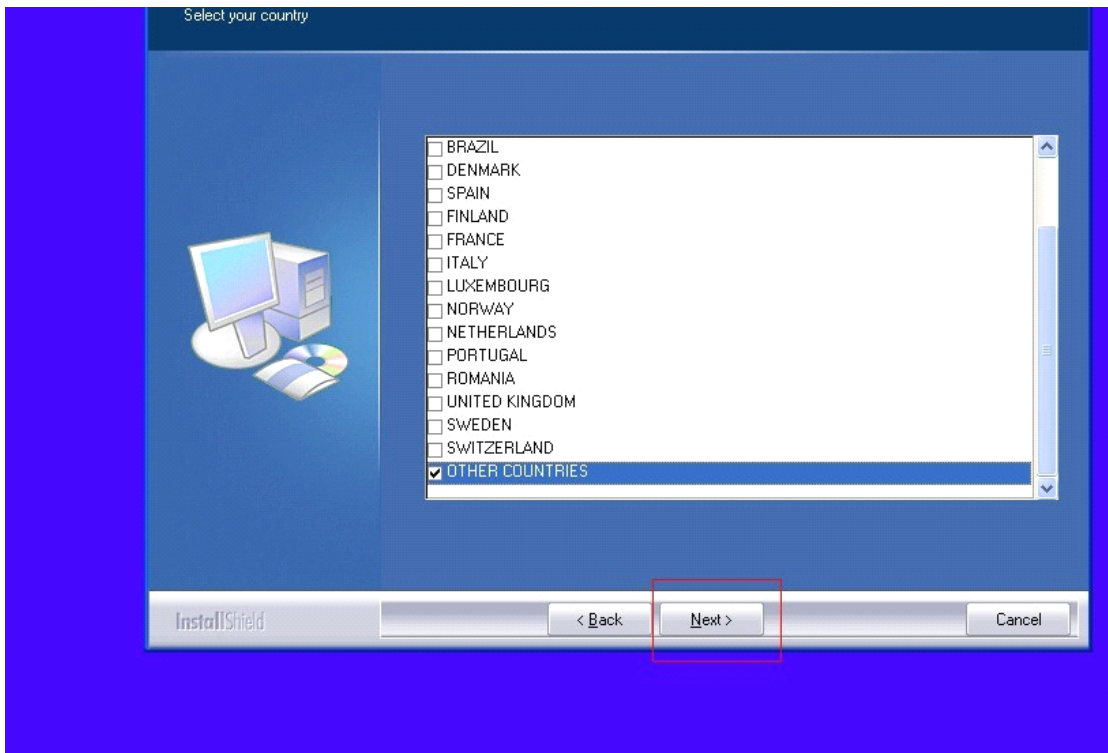 Select your country
BRAZIL
DENMARK
SPAIN
FINLAND
FRANCE
ITALY
LUXEMBOURG
NORWAY
NETHERLANDS
PORTUGAL
ROMANIA
UNITED KINGDOM
SWEDEN
SWITZERLAND
OTHER COUNTRIES
InstallShield
< Back
Next >
Cancel